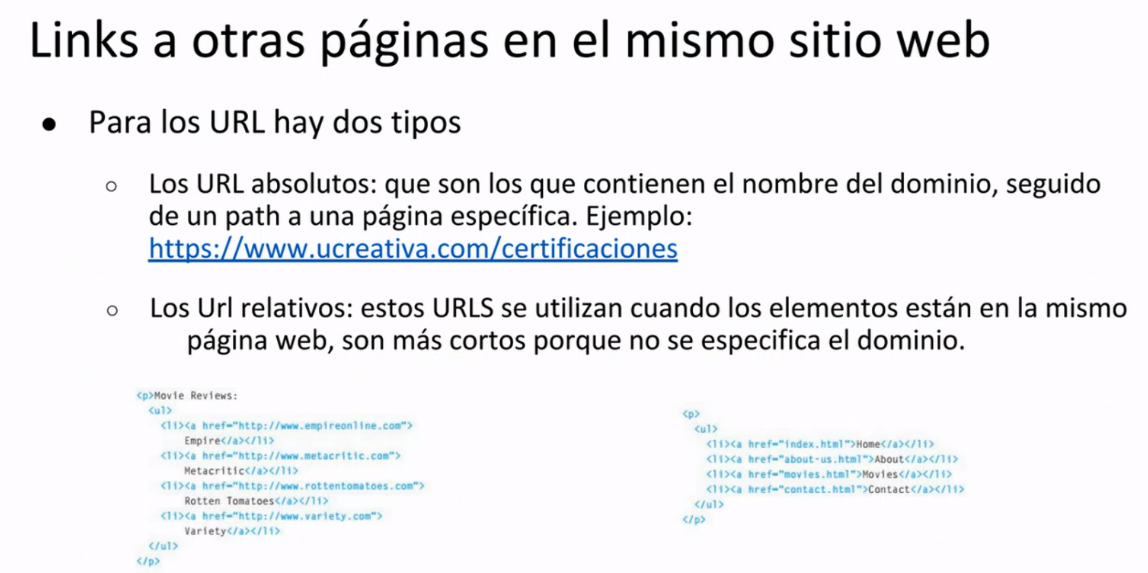 Links a otras páginas en el mismo sitio web
● Para los URL hay dos tipos
○ Los URL absolutos: que son los que contienen el nombre del dominio, seguido
de un path a una página específica. Ejemplo:
https://www.ucreativa.com/certificaciones
○ Los Url relativos: estos URLS se utilizan cuando los elementos están en la mismo
página web, son más cortos porque no se especifica el dominio.
<p>Movie Reviews:
<ul>
<li><a href="http://www.empireonline.com">
Empire</a></li>
<li><a href="http://www.metacritic.com">
Metacritic</a></li>
<li><a href="http://www.rottentomatoes.com">
Rotten Tomatoes</a></li>
<li><a href="http://www.variety.com">
Variety</a></li>
</ul>
</p>
<p>
<ul>
<li><a href="index.html">Home</a></li>
<li><a href="about-us.html">About</a></li>
<li><a href="movies.html">Movies</a></li>
<li><a href="contact.html">Contact</a></li>
</ul>
</p>